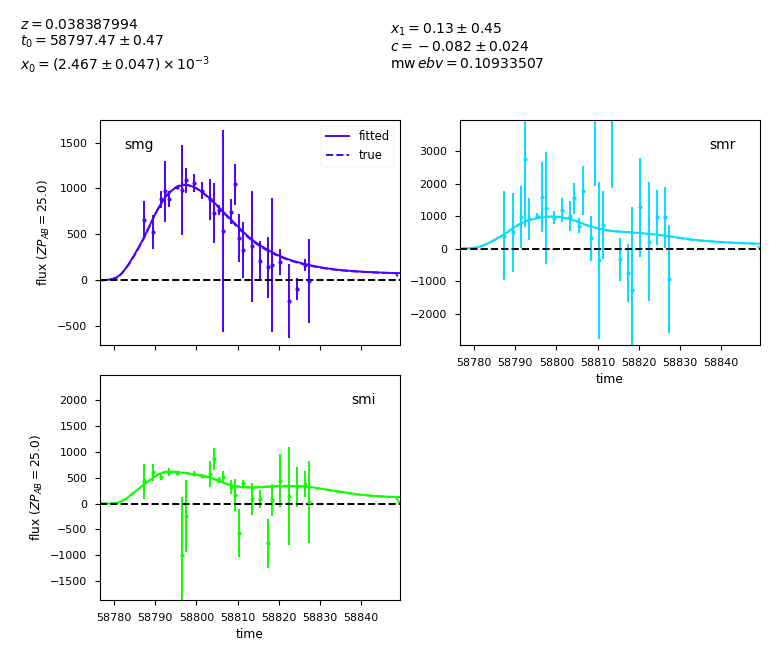 z = 0.038387994
t₀ = 58797.47 ± 0.47
x₀ = (2.467 ± 0.047) × 10⁻³
x₁ = 0.13 ± 0.45
c = −0.082 ± 0.024
mw ebv = 0.10933507
smg
fitted
true
1500
1000
500
0
−500
flux (ZP_AB = 25.0)
smr
3000
2000
1000
0
−1000
−2000
58780 58790 58800 58810 58820 58830 58840
time
smi
2000
1500
1000
500
0
−500
−1000
−1500
flux (ZP_AB = 25.0)
58780 58790 58800 58810 58820 58830 58840
time